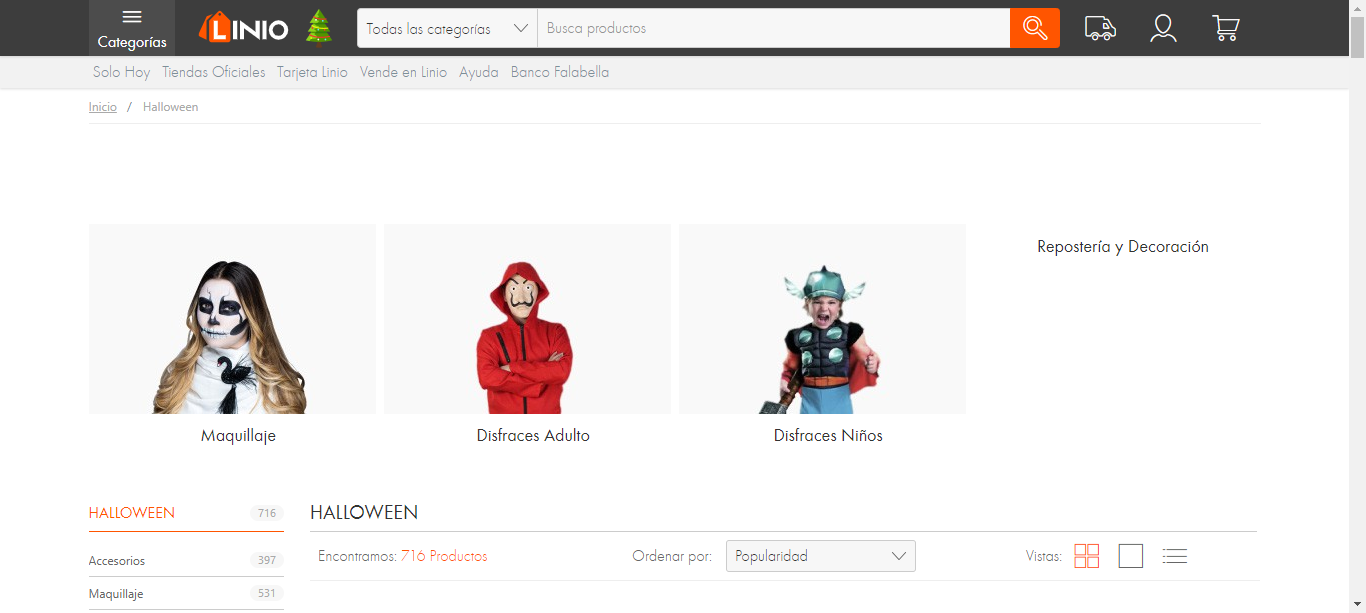 Categorías
LINIO
Todas las categorías
Busca productos
Solo Hoy Tiendas Oficiales Tarjeta Linio Vende en Linio Ayuda Banco Falabella
Inicio / Halloween
Repostería y Decoración
Maquillaje
Disfraces Adulto
Disfraces Niños
HALLOWEEN 716
Accesorios 397
Maquillaje 531
HALLOWEEN
Encontramos: 716 Productos
Ordenar por: Popularidad
Vistas: